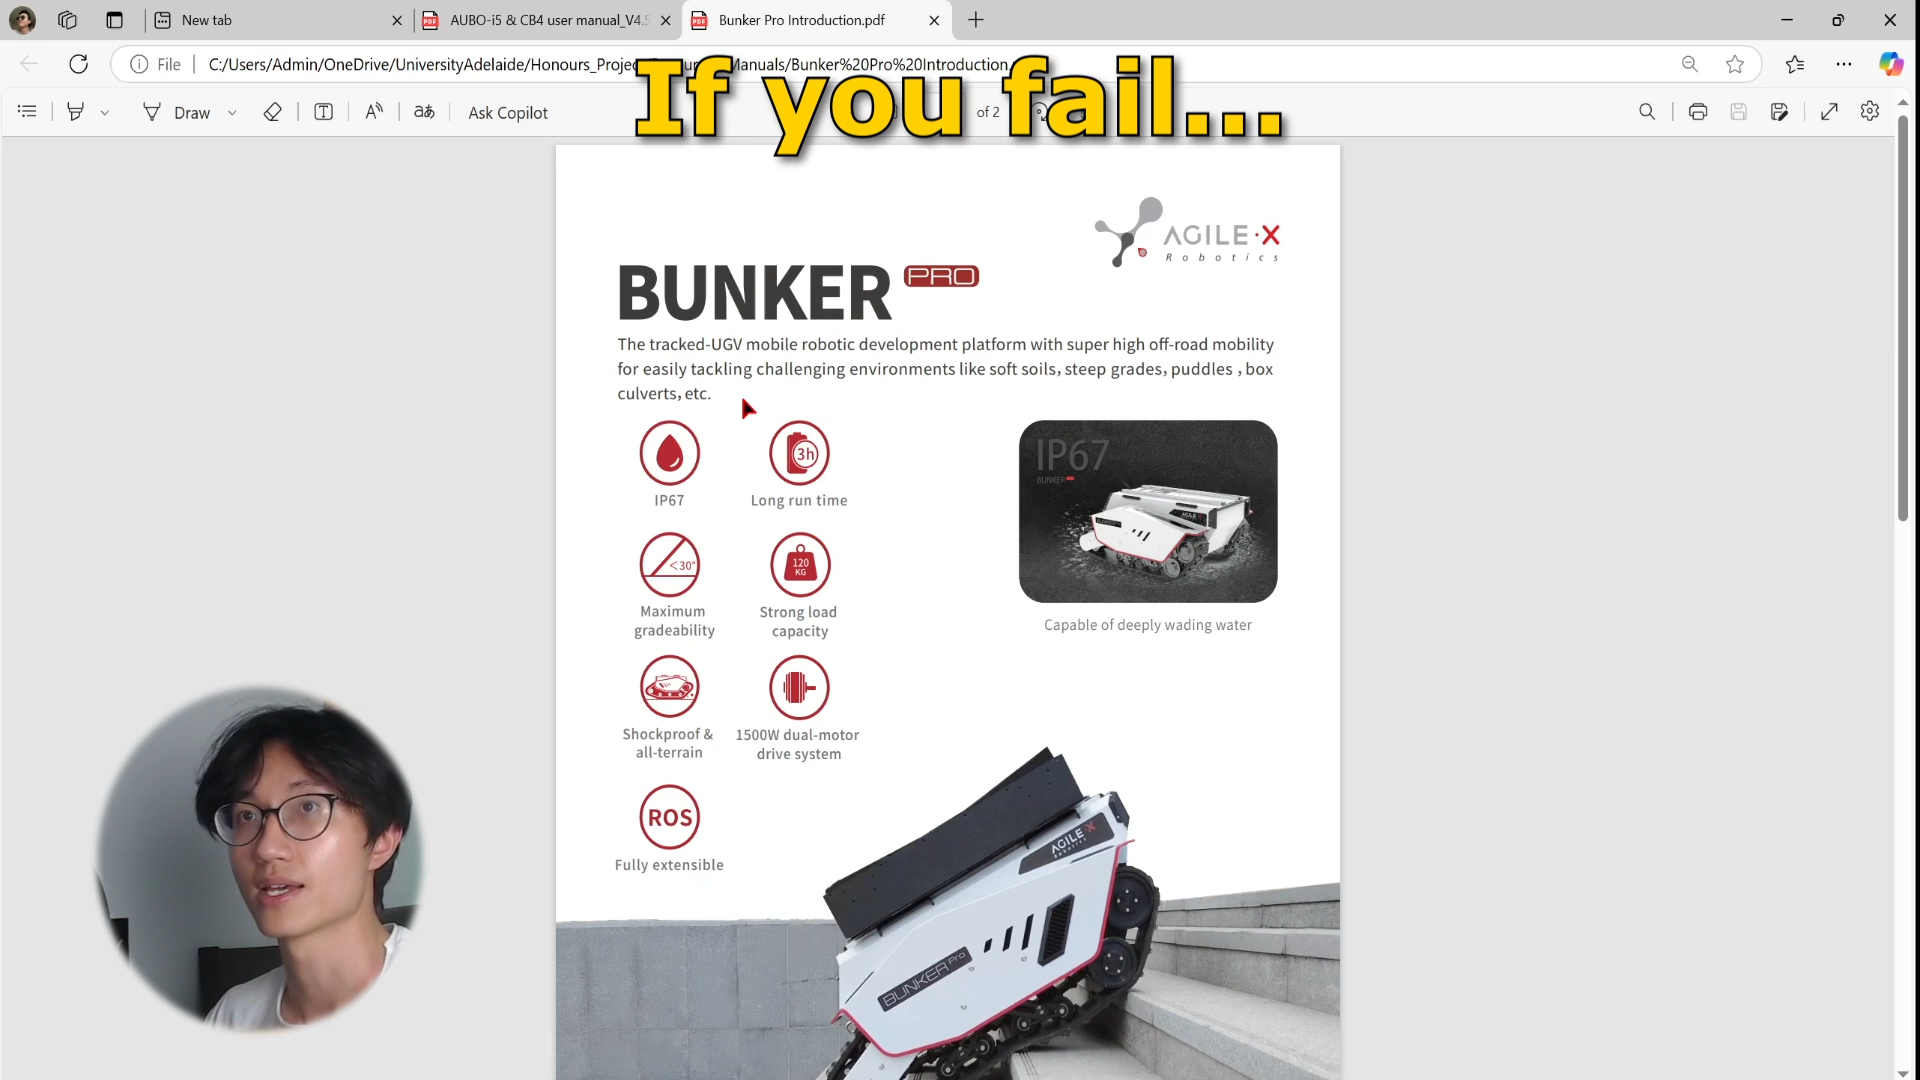 New tab
AUBO-i5 & CB4 user manual_V4.5
Bunker Pro Introduction.pdf
File
C:/Users/Admin/OneDrive/UniversityAdelaide/Honours_Projec
Manuals/Bunker%20Pro%20Introduction.
If you fail...
Draw
Ask Copilot
of 2
AGILE·X
Robotics
BUNKER PRO
The tracked-UGV mobile robotic development platform with super high off-road mobility
for easily tackling challenging environments like soft soils, steep grades, puddles , box
culverts, etc.
3h
IP67
Long run time
IP67
BUNKER
<30°
120
KG
Maximum
gradeability
Strong load
capacity
Capable of deeply wading water
Shockproof &
all-terrain
1500W dual-motor
drive system
ROS
Fully extensible
AGILE·X
Robotics
BUNKER Pro